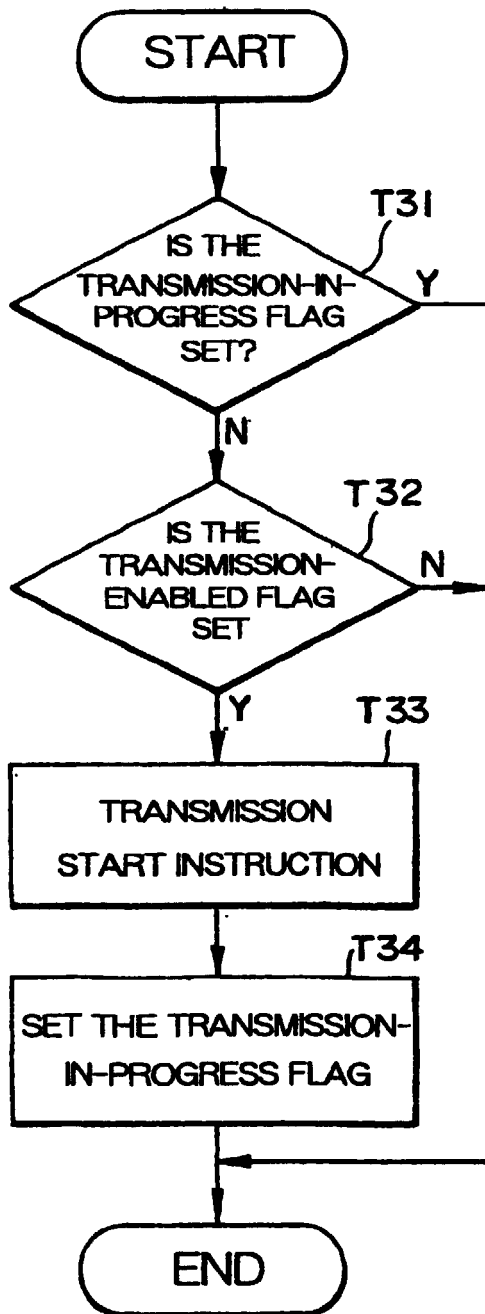 START
T31
IS THE
TRANSMISSION-IN-
PROGRESS FLAG
SET?
Y
N
T32
IS THE
TRANSMISSION-
ENABLED FLAG
SET
N
Y
T33
TRANSMISSION
START INSTRUCTION
T34
SET THE TRANSMISSION-
IN-PROGRESS FLAG
END